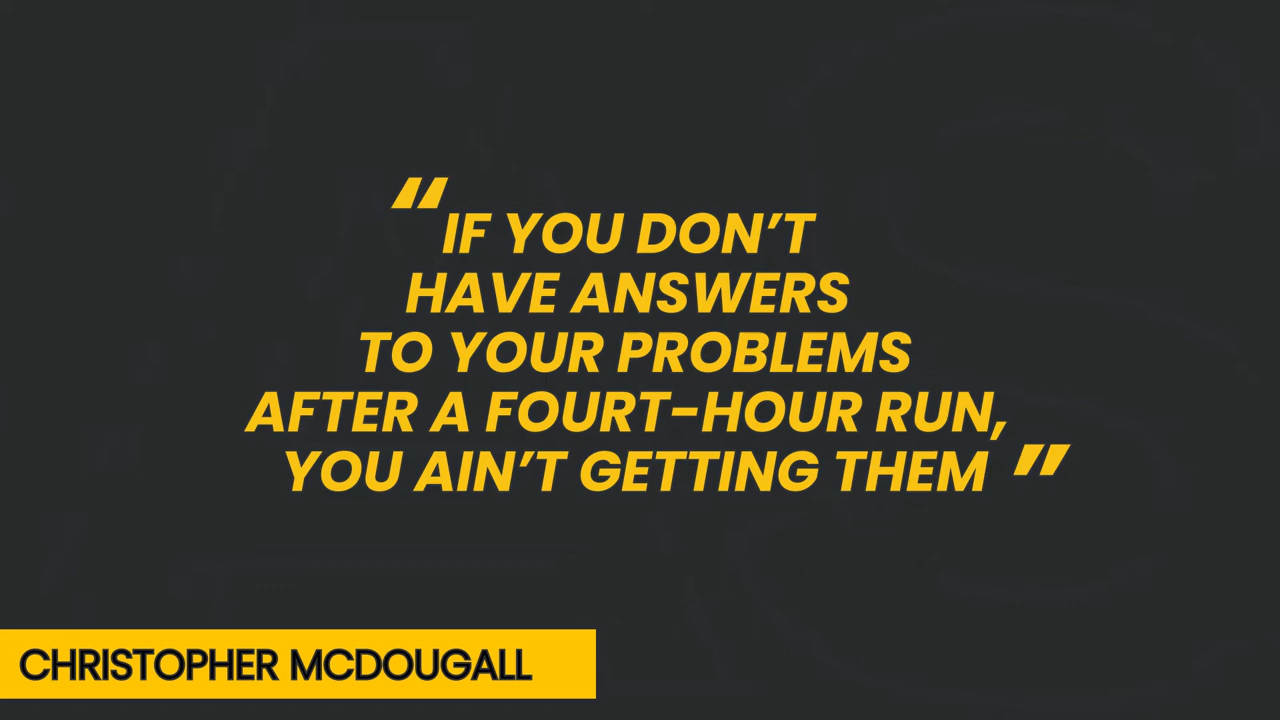 “IF YOU DON’T
HAVE ANSWERS
TO YOUR PROBLEMS
AFTER A FOURT-HOUR RUN,
YOU AIN’T GETTING THEM”
CHRISTOPHER MCDOUGALL